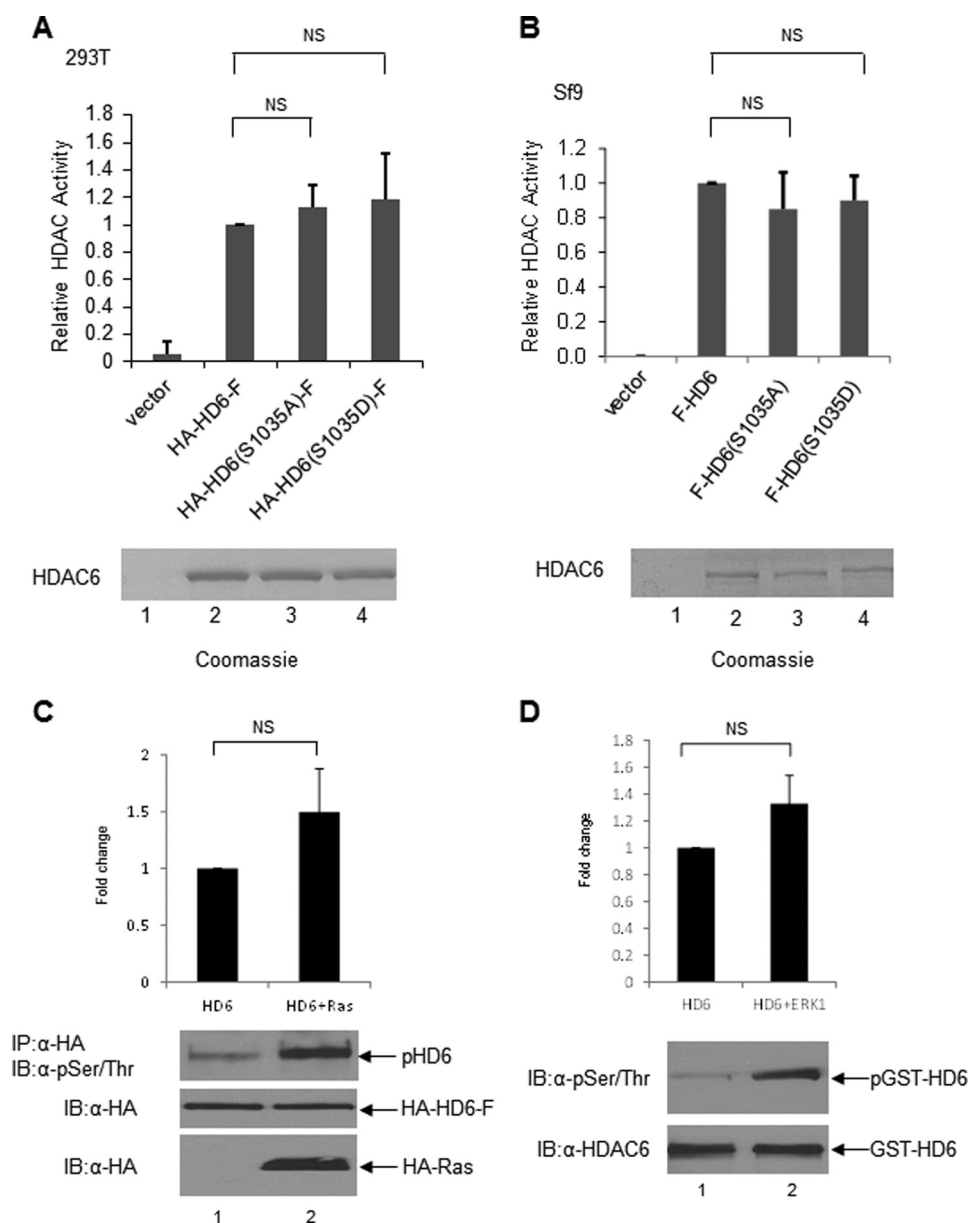 A
293T
NS
NS
Relative HDAC Activity
1.8
1.6
1.4
1.2
1
0.8
0.6
0.4
0.2
0
vector
HA-HD6-F
HA-HD6(S1035A)-F
HA-HD6(S1035D)-F
HDAC6
1 2 3 4
Coomassie
B
Sf9
NS
NS
Relative HDAC Activity
1.2
1.0
0.8
0.6
0.4
0.2
0.0
vector
F-HD6
F-HD6(S1035A)
F-HD6(S1035D)
HDAC6
1 2 3 4
Coomassie
C
NS
Fold change
2
1.5
1
0.5
0
HD6 HD6+Ras
IP:α-HA
IB:α-pSer/Thr
pHD6
IB:α-HA
HA-HD6-F
IB:α-HA
HA-Ras
1 2
D
NS
Fold change
1.8
1.6
1.4
1.2
1
0.8
0.6
0.4
0.2
0
HD6 HD6+ERK1
IB:α-pSer/Thr
pGST-HD6
IB:α-HDAC6
GST-HD6
1 2